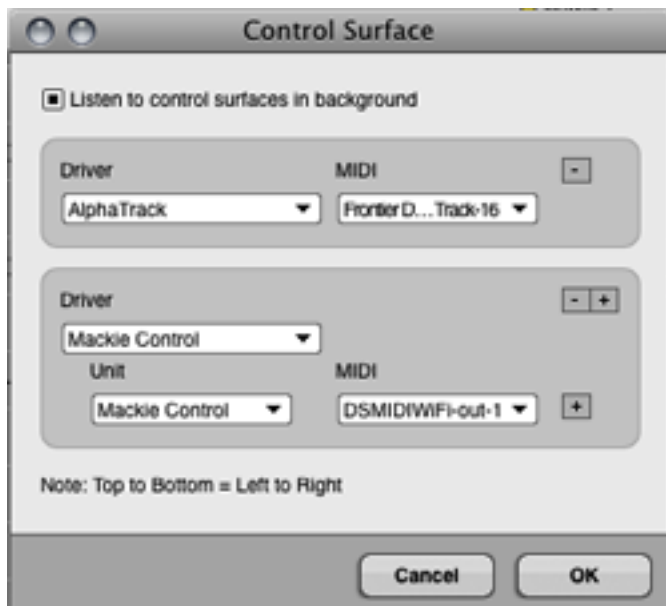 Control Surface
Listen to control surfaces in background
Driver MIDI -
AlphaTrack FrontierD...Track-16
Driver - +
Mackie Control
Unit MIDI
Mackie Control DSMIDIWiFi-out-1 +
Note: Top to Bottom = Left to Right
Cancel OK